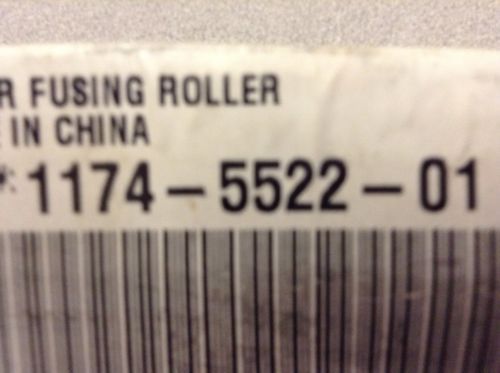 R FUSING ROLLER
IN CHINA
#: 1174-5522-01